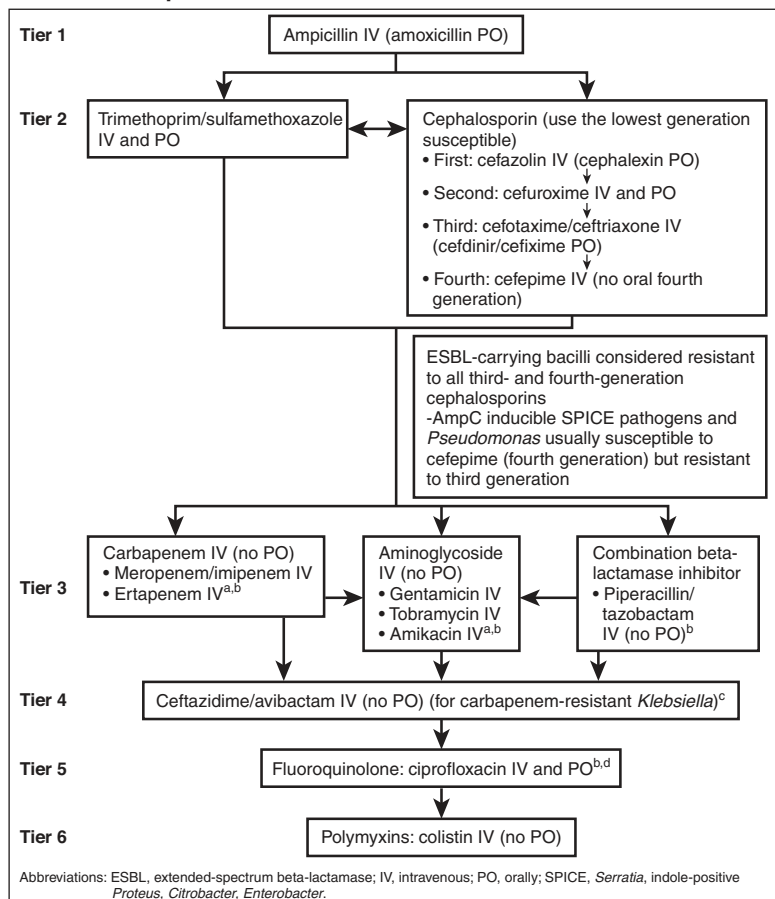 Tier 1
Ampicillin IV (amoxicillin PO)
Tier 2
Trimethoprim/sulfamethoxazole
IV and PO
Cephalosporin (use the lowest generation
susceptible)
• First: cefazolin IV (cephalexin PO)
• Second: cefuroxime IV and PO
• Third: cefotaxime/ceftriaxone IV
(cefdinir/cefixime PO)
• Fourth: cefepime IV (no oral fourth
generation)
ESBL-carrying bacilli considered resistant
to all third- and fourth-generation
cephalosporins
-AmpC inducible SPICE pathogens and
Pseudomonas usually susceptible to
cefepime (fourth generation) but resistant
to third generation
Tier 3
Carbapenem IV (no PO)
• Meropenem/imipenem IV
• Ertapenem IVa,b
Aminoglycoside
IV (no PO)
• Gentamicin IV
• Tobramycin IV
• Amikacin IVa,b
Combination beta-
lactamase inhibitor
• Piperacillin/
tazobactam
IV (no PO)b
Tier 4
Ceftazidime/avibactam IV (no PO) (for carbapenem-resistant Klebsiella)c
Tier 5
Fluoroquinolone: ciprofloxacin IV and POb,d
Tier 6
Polymyxins: colistin IV (no PO)
Abbreviations: ESBL, extended-spectrum beta-lactamase; IV, intravenous; PO, orally; SPICE, Serratia, indole-positive
Proteus, Citrobacter, Enterobacter.